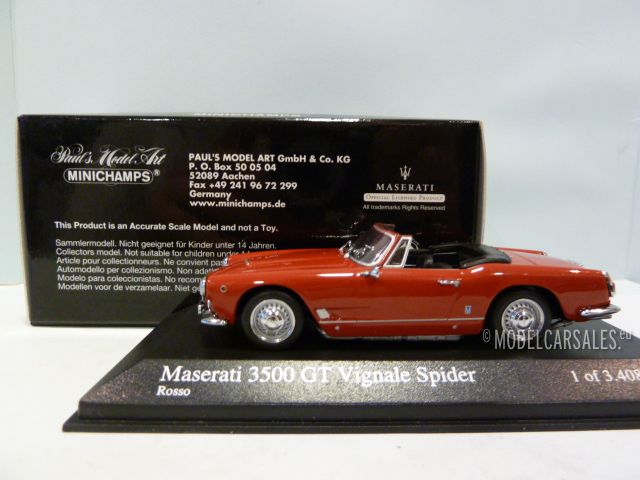 Paul's Model Art
MINICHAMPS®
PAUL'S MODEL ART GmbH & Co. KG
P. O. Box 50 05 04
52089 Aachen
Fax +49 241 96 72 299
Germany
www.minichamps.de
MASERATI
OFFICIAL LICENSED PRODUCT
All trademarks Rights Reserved
This Product is an Accurate Scale Model and not a Toy.
Sammlermodell. Nicht geeignet für Kinder unter 14 Jahren.
Collectors model. Not suitable for children under 14
Article pour collectionneurs. Ne convient pas
Automodello per collezionismo. Non adatto
Modelo para coleccionistas. No
Modellen voor de verzamelaar. Niet
© MODELCARSALES.eu
Maserati 3500 GT Vignale Spider
1 of 3.408
Rosso